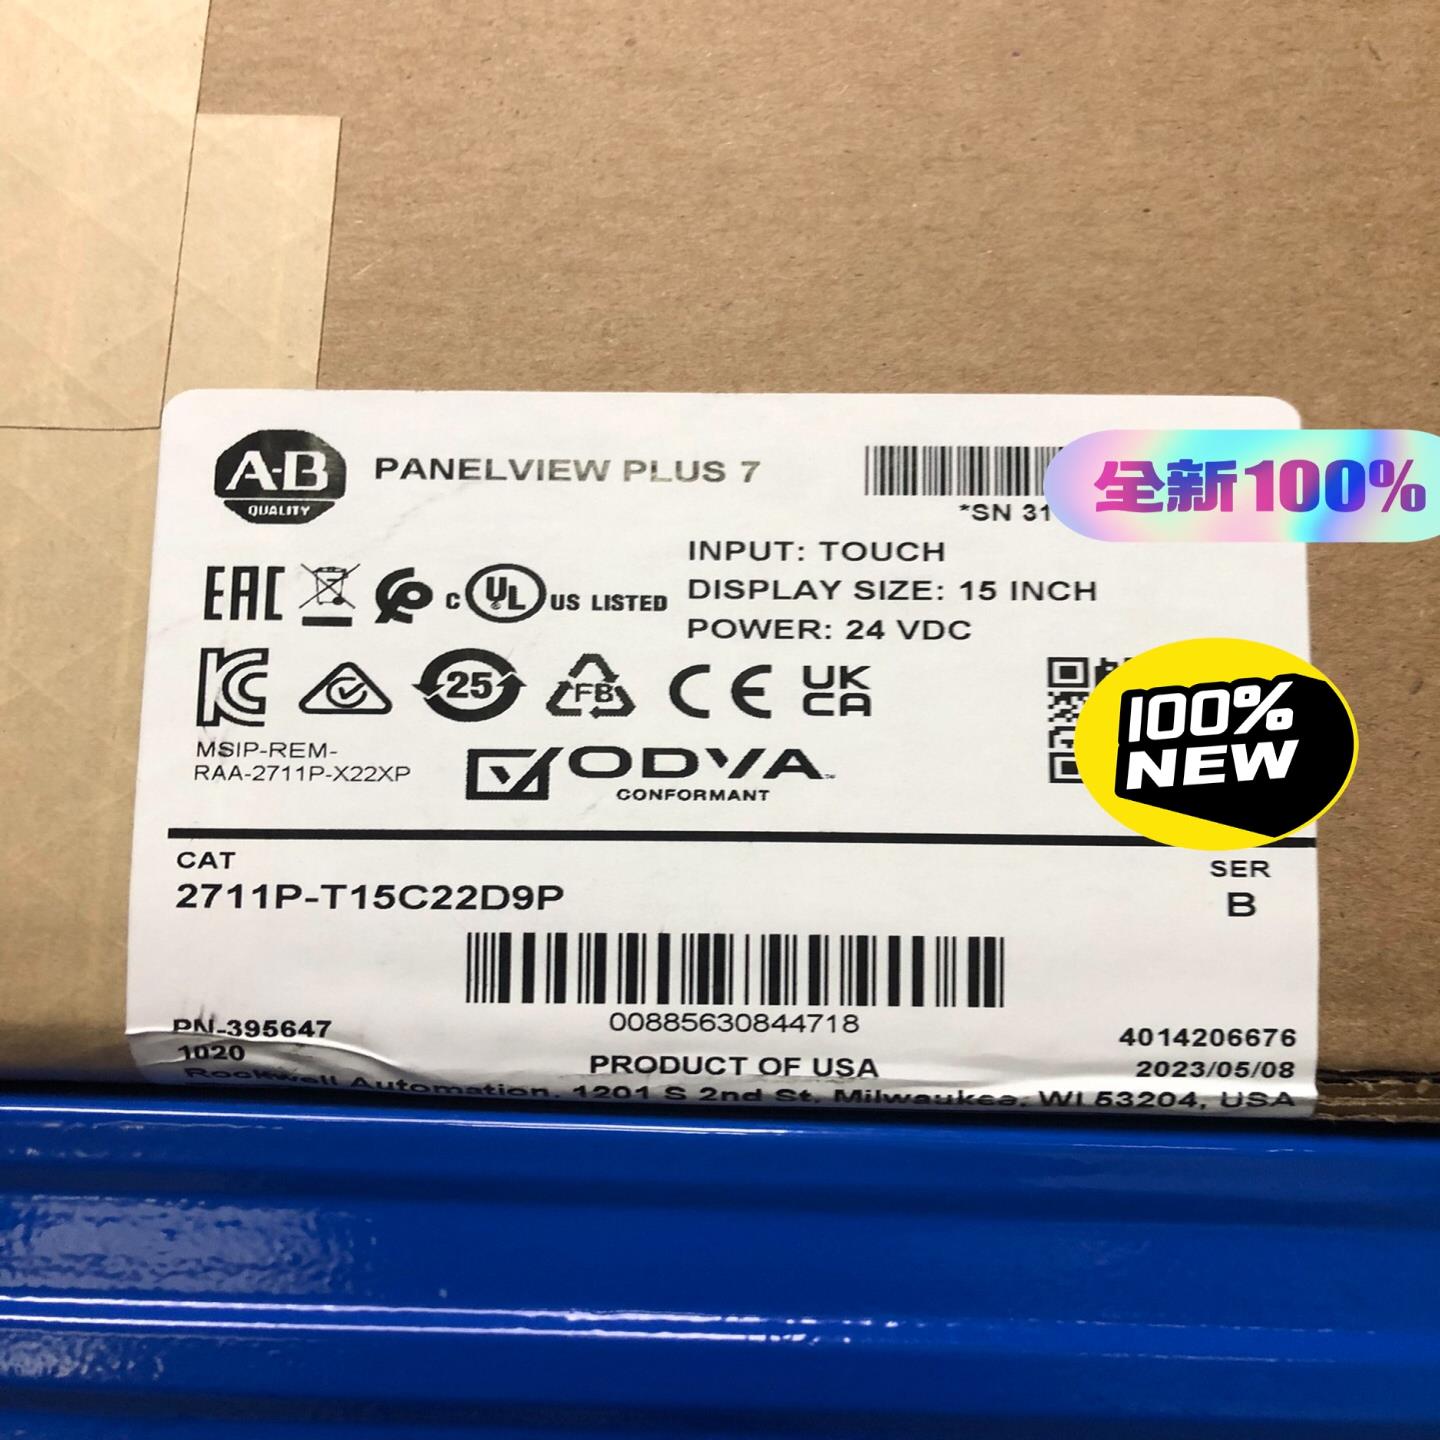 A-B
QUALITY
PANELVIEW PLUS 7
*SN 31
全新100%
INPUT: TOUCH
DISPLAY SIZE: 15 INCH
POWER: 24 VDC
EAC
C UL US LISTED
25
FB
CE
UK
CA
100%
NEW
MSIP-REM-
RAA-2711P-X22XP
ODVA
CONFORMANT
CAT
2711P-T15C22D9P
SER
B
00885630844718
PN-395647
1020
PRODUCT OF USA
4014206676
2023/05/08
Rockwell Automation, 1201 S 2nd St, Milwaukee, WI 53204, USA